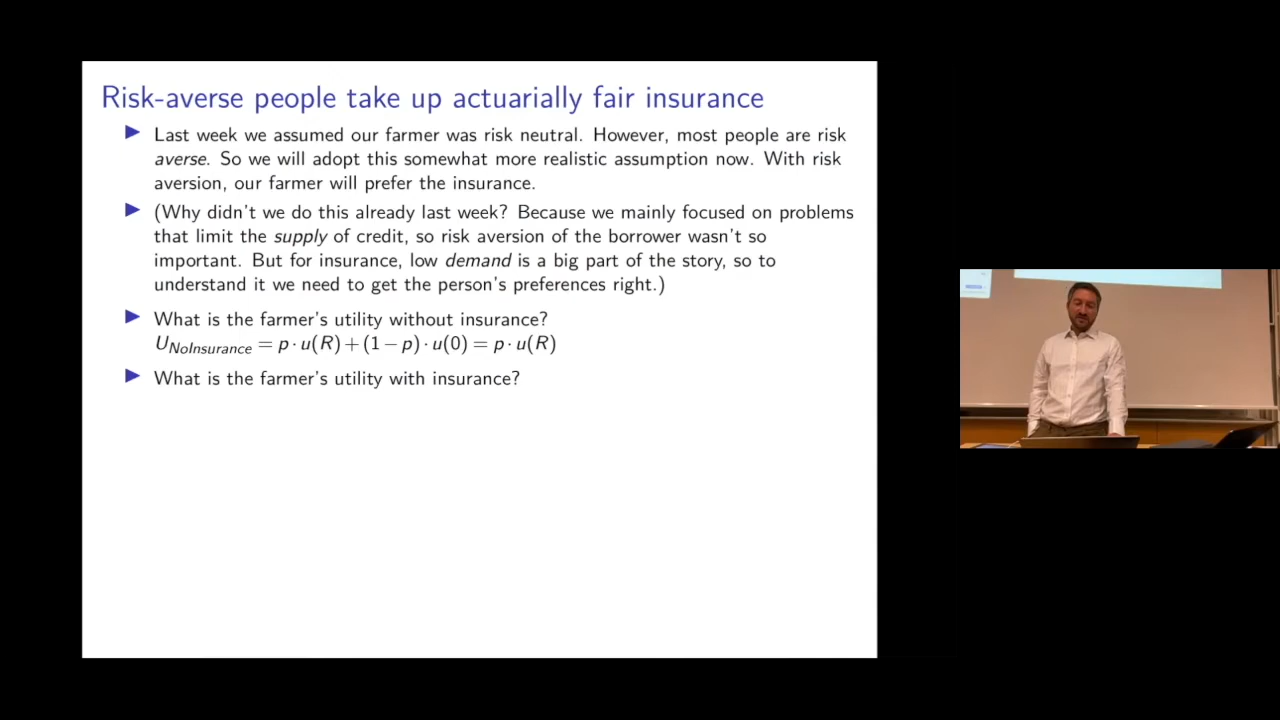 Risk-averse people take up actuarially fair insurance
▶ Last week we assumed our farmer was risk neutral. However, most people are risk
averse. So we will adopt this somewhat more realistic assumption now. With risk
aversion, our farmer will prefer the insurance.
▶ (Why didn't we do this already last week? Because we mainly focused on problems
that limit the supply of credit, so risk aversion of the borrower wasn't so
important. But for insurance, low demand is a big part of the story, so to
understand it we need to get the person's preferences right.)
▶ What is the farmer's utility without insurance?
U_NoInsurance = p · u(R) + (1 − p) · u(0) = p · u(R)
▶ What is the farmer's utility with insurance?